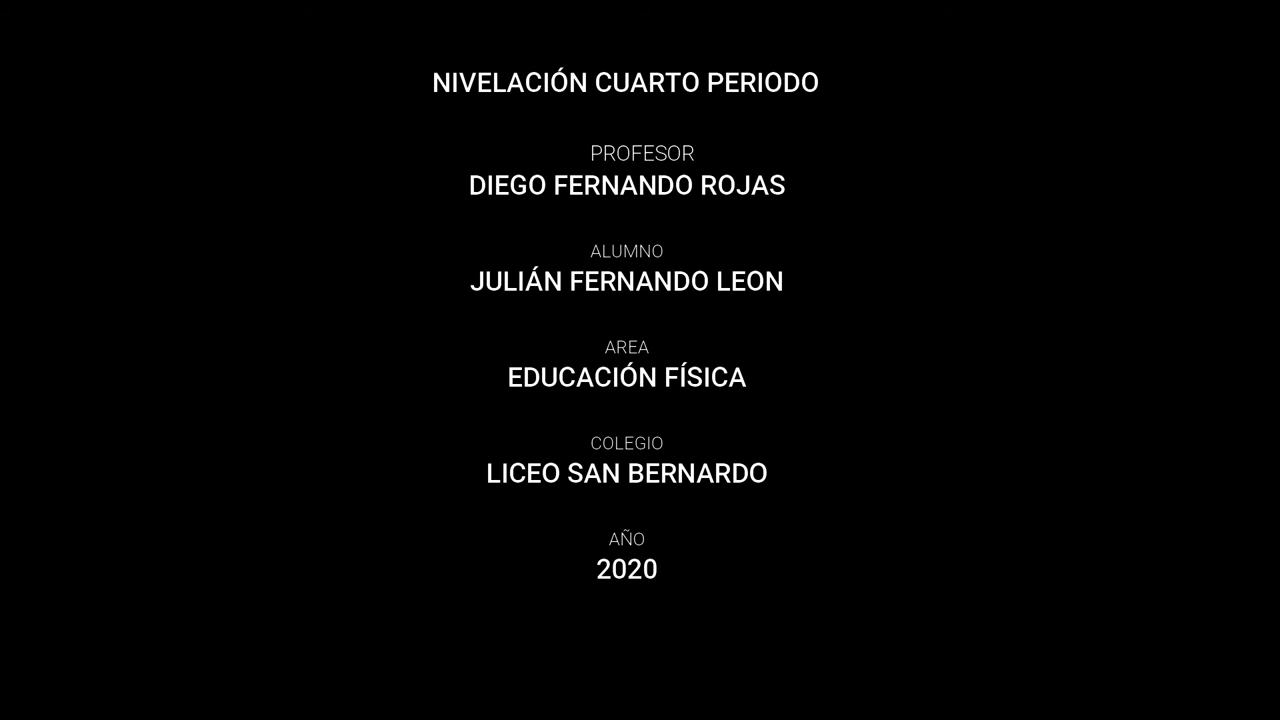 NIVELACIÓN CUARTO PERIODO
PROFESOR
DIEGO FERNANDO ROJAS
ALUMNO
JULIÁN FERNANDO LEON
AREA
EDUCACIÓN FÍSICA
COLEGIO
LICEO SAN BERNARDO
AÑO
2020